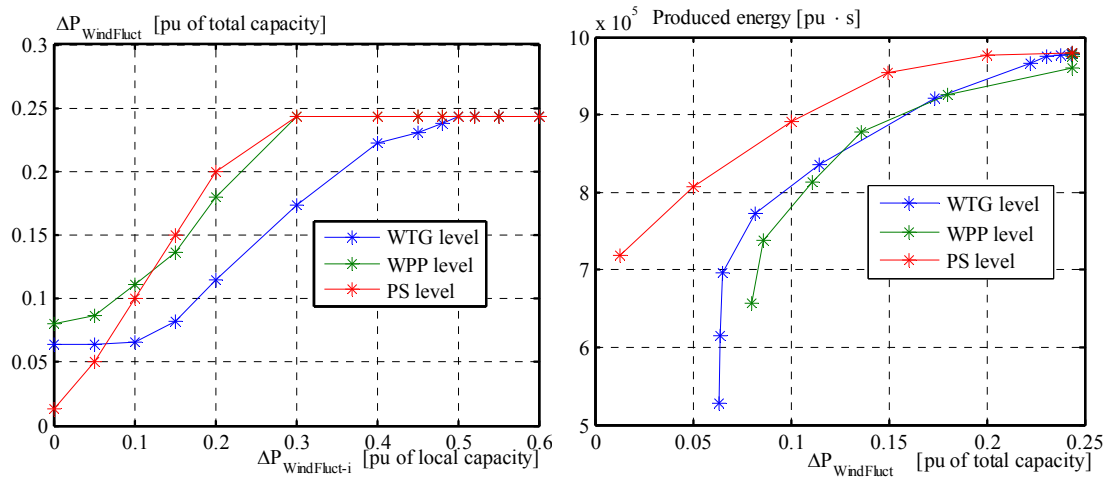 ΔP WindFluct [pu of total capacity]
0.3
0.25
0.2
0.15
0.1
0.05
0
0 0.1 0.2 0.3 0.4 0.5 0.6
ΔP WindFluct-i [pu of local capacity]
WTG level
WPP level
PS level
x 10^5 Produced energy [pu · s]
10
9
8
7
6
5
0 0.05 0.1 0.15 0.2 0.25
ΔP WindFluct [pu of total capacity]
WTG level
WPP level
PS level